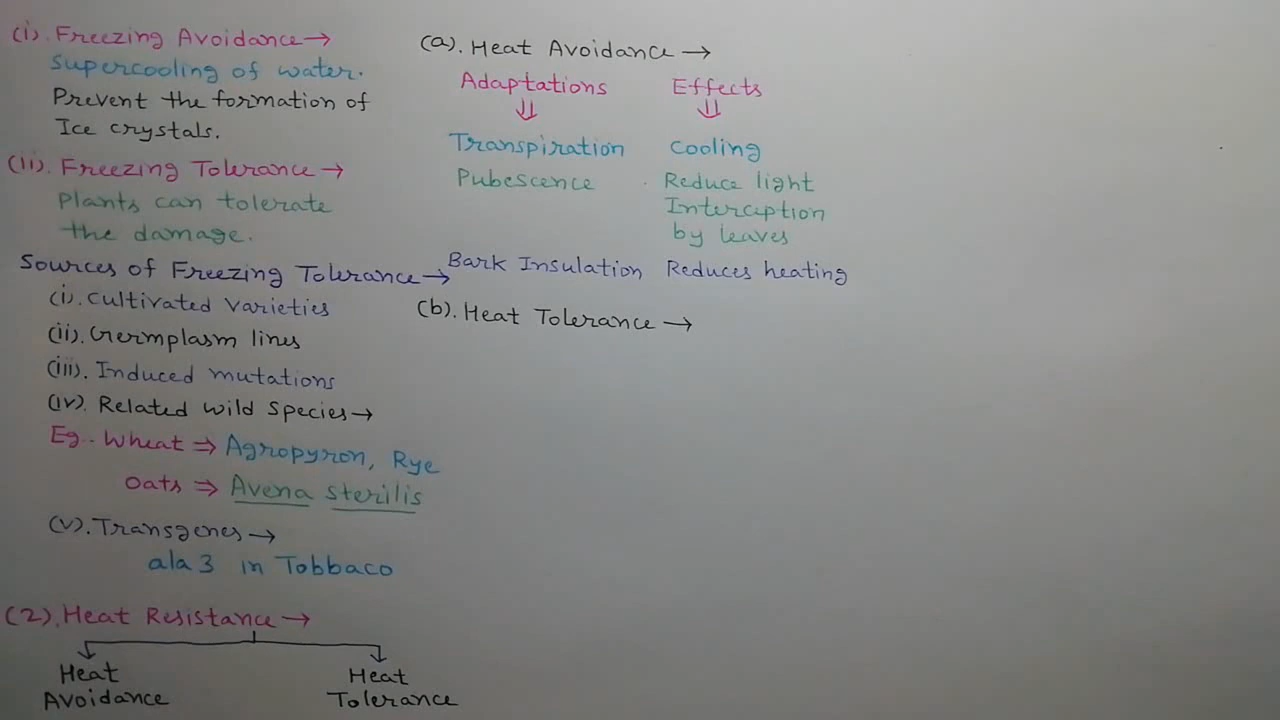 (i). Freezing Avoidance →
Supercooling of water.
Prevent the formation of
Ice crystals.
(ii). Freezing Tolerance →
Plants can tolerate
the damage.
Sources of Freezing Tolerance →
(i). Cultivated Varieties
(ii). Germplasm lines
(iii). Induced mutations
(iv). Related wild Species →
Eg.. Wheat ⇒ Agropyron, Rye
Oats ⇒ Avena sterilis
(v). Transgenes →
ala 3 in Tobbaco
(2). Heat Resistance →
Heat Avoidance
Heat Tolerance
(a). Heat Avoidance →
Adaptations Effects
⇓ ⇓
Transpiration Cooling
Pubescence Reduce light
Interception
by leaves
Bark Insulation Reduces heating
(b). Heat Tolerance →